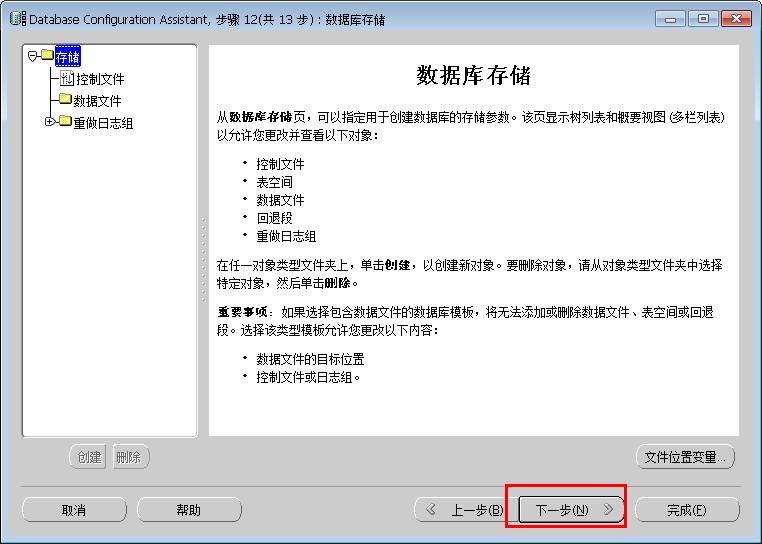 Database Configuration Assistant, 步骤 12(共 13 步) : 数据库存储
存储
控制文件
数据文件
重做日志组
数据库存储
从数据库存储页，可以指定用于创建数据库的存储参数。该页显示树列表和概要视图 (多栏列表)
以允许您更改并查看以下对象：
• 控制文件
• 表空间
• 数据文件
• 回退段
• 重做日志组
在任一对象类型文件夹上，单击创建，以创建新对象。要删除对象，请从对象类型文件夹中选择
特定对象，然后单击删除。
重要事项：如果选择包含数据文件的数据库模板，将无法添加或删除数据文件、表空间或回退
段。选择该类型模板允许您更改以下内容：
• 数据文件的目标位置
• 控制文件或日志组。
创建 删除 文件位置变量...
取消 帮助 上一步(B) 下一步(N) 完成(F)